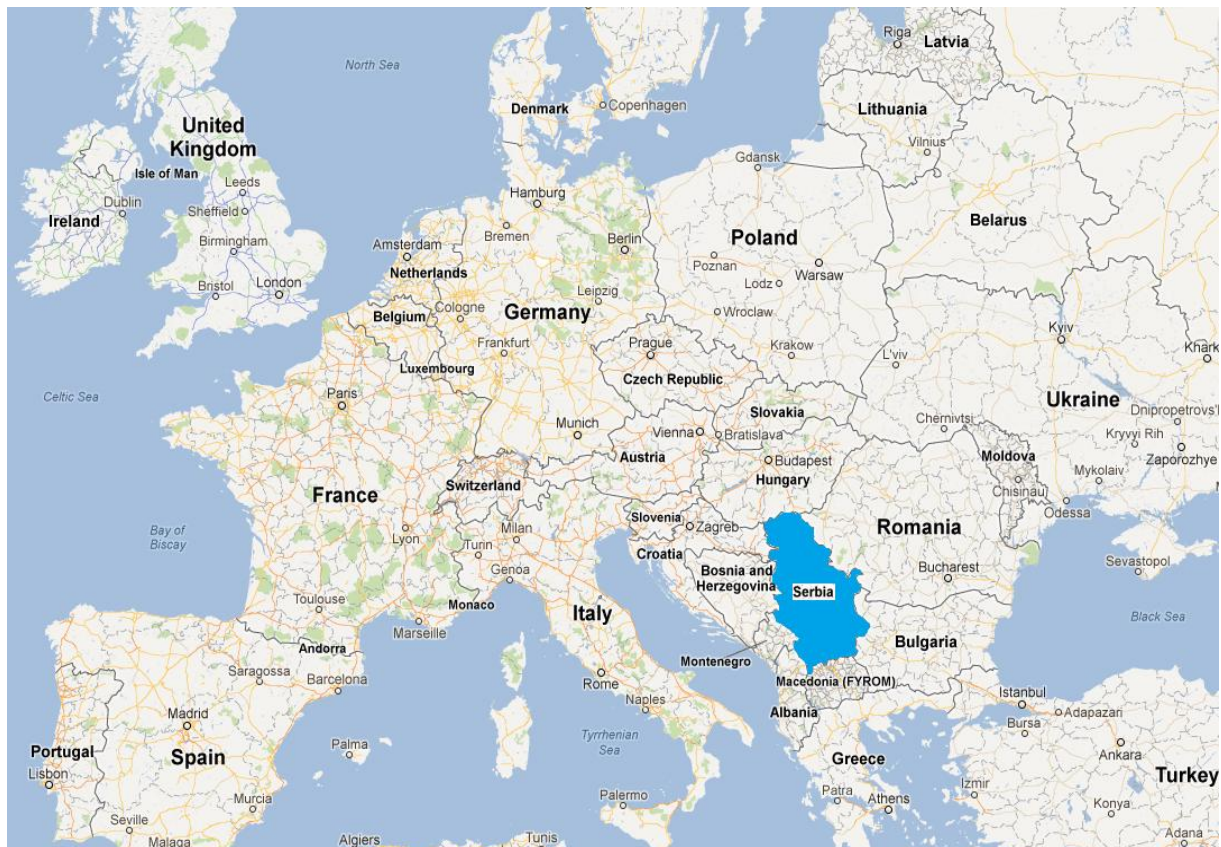 Riga
Latvia
North Sea
Denmark
Copenhagen
Lithuania
Vilnius
United
Kingdom
Isle of Man
Leeds
Dublin
Sheffield
Ireland
Birmingham
Bristol
London
Gdansk
Hamburg
Bremen
Berlin
Belarus
Amsterdam
Netherlands
Poland
Poznan
Warsaw
Lodz
Leipzig
Cologne
Belgium
Germany
Wroclaw
Kyiv
Khark
Frankfurt
Prague
Krakow
L'viv
Luxembourg
Czech Republic
Celtic Sea
Paris
Ukraine
Slovakia
Dnipropetrovs'l
Munich
Vienna
Bratislava
Chernivtsi
Kryvyi Rih
Zaporozhye
Austria
Budapest
Hungary
Moldova
Mykolaiv
Chisinau
Switzerland
France
Odessa
Slovenia
Zagreb
Romania
Bay of
Biscay
Lyon
Milan
Turin
Croatia
Genoa
Bosnia and
Herzegovina
Serbia
Bucharest
Sevastopol
Toulouse
Monaco
Italy
Black Sea
Marseille
Andorra
Bulgaria
Montenegro
Saragossa
Barcelona
Rome
Macedonia (FYROM)
Istanbul
Naples
Albania
Adapazari
Bursa
Madrid
Tyrrhenian
Sea
Portugal
Spain
Palma
Greece
Ankara
Lisbon
Turkey
Izmir
Palermo
Patra
Athens
Konya
Murcia
Seville
Malaga
Algiers
Tunis
Adana